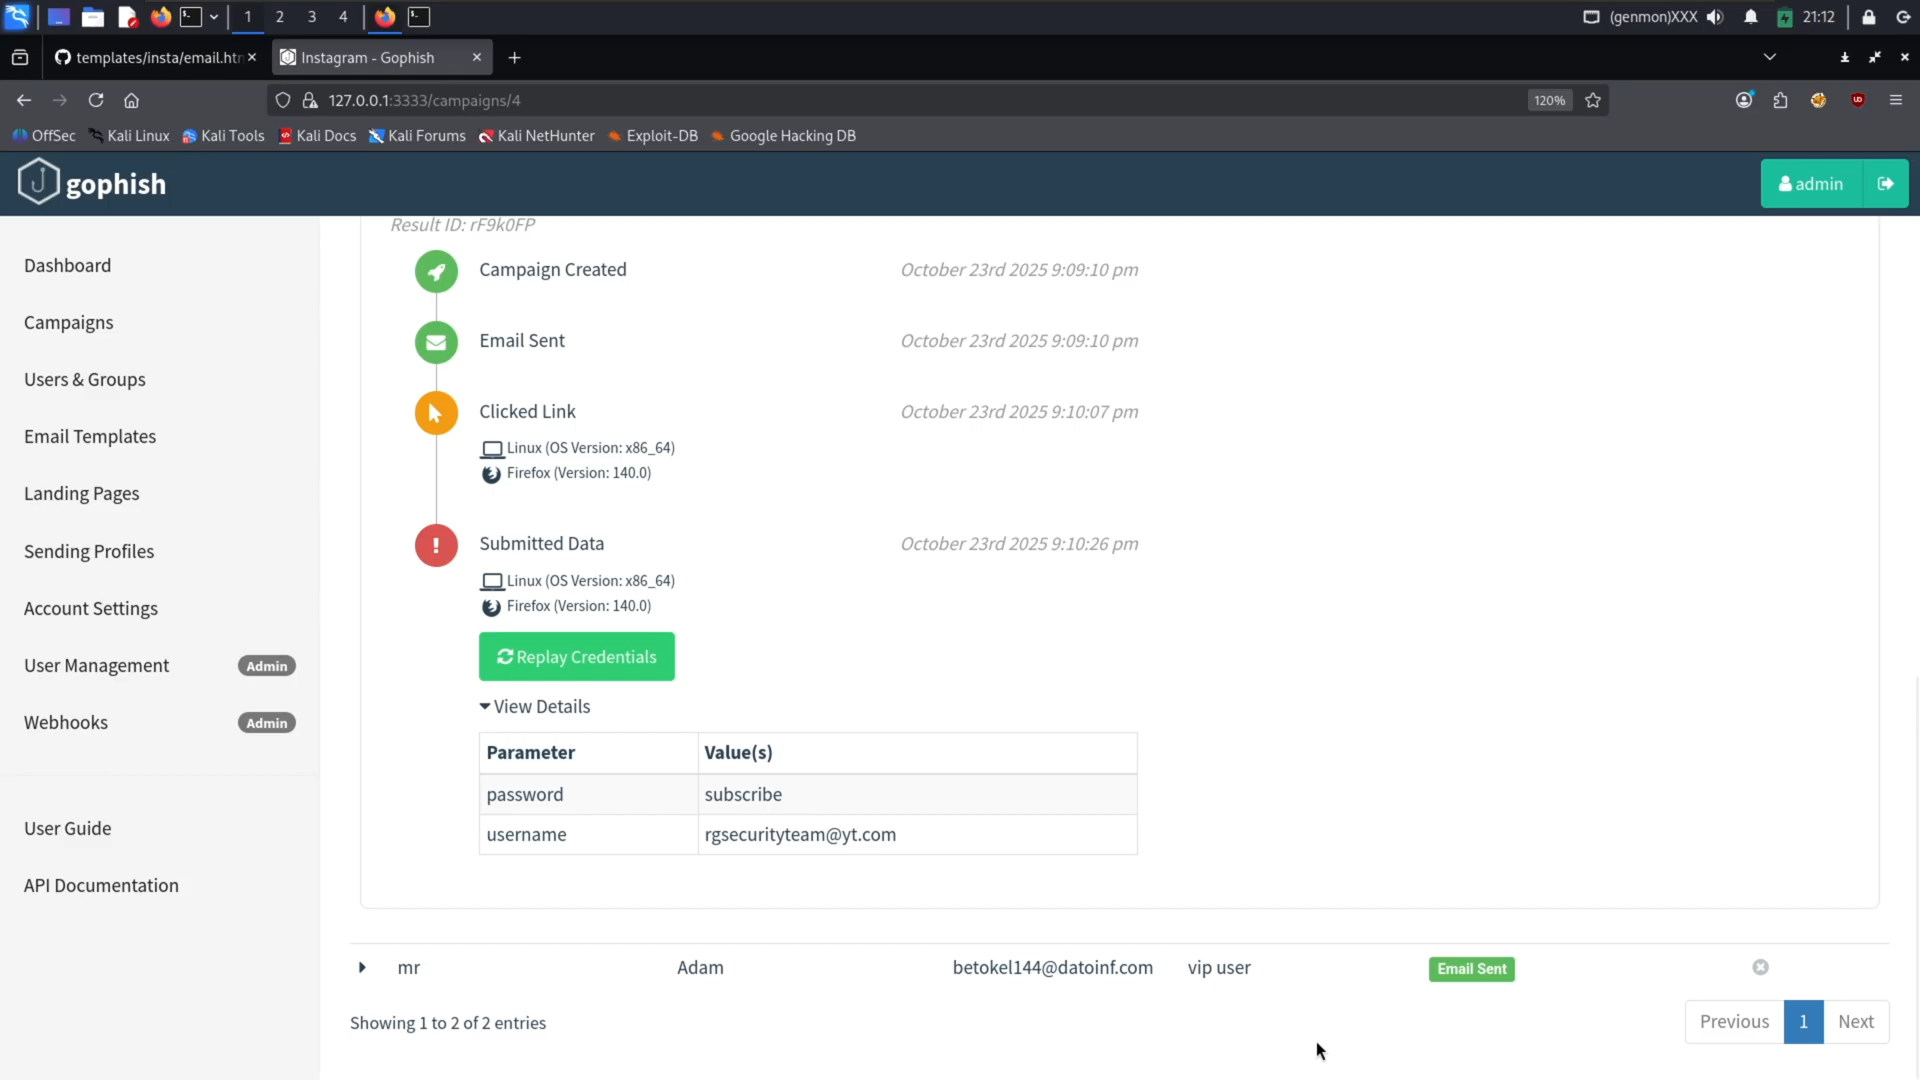 1 2 3 4 (genmon)XXX 21:12
templates/insta/email.htm Instagram - Gophish
127.0.0.1:3333/campaigns/4 120%
OffSec Kali Linux Kali Tools Kali Docs Kali Forums Kali NetHunter Exploit-DB Google Hacking DB
gophish admin
Result ID: rF9k0FP
Dashboard
Campaigns
Users & Groups
Email Templates
Landing Pages
Sending Profiles
Account Settings
User Management Admin
Webhooks Admin
User Guide
API Documentation
Campaign Created October 23rd 2025 9:09:10 pm
Email Sent October 23rd 2025 9:09:10 pm
Clicked Link October 23rd 2025 9:10:07 pm
Linux (OS Version: x86_64)
Firefox (Version: 140.0)
Submitted Data October 23rd 2025 9:10:26 pm
Linux (OS Version: x86_64)
Firefox (Version: 140.0)
Replay Credentials
View Details
Parameter Value(s)
password subscribe
username rgsecurityteam@yt.com
mr Adam betokel144@datoinf.com vip user Email Sent
Showing 1 to 2 of 2 entries
Previous 1 Next